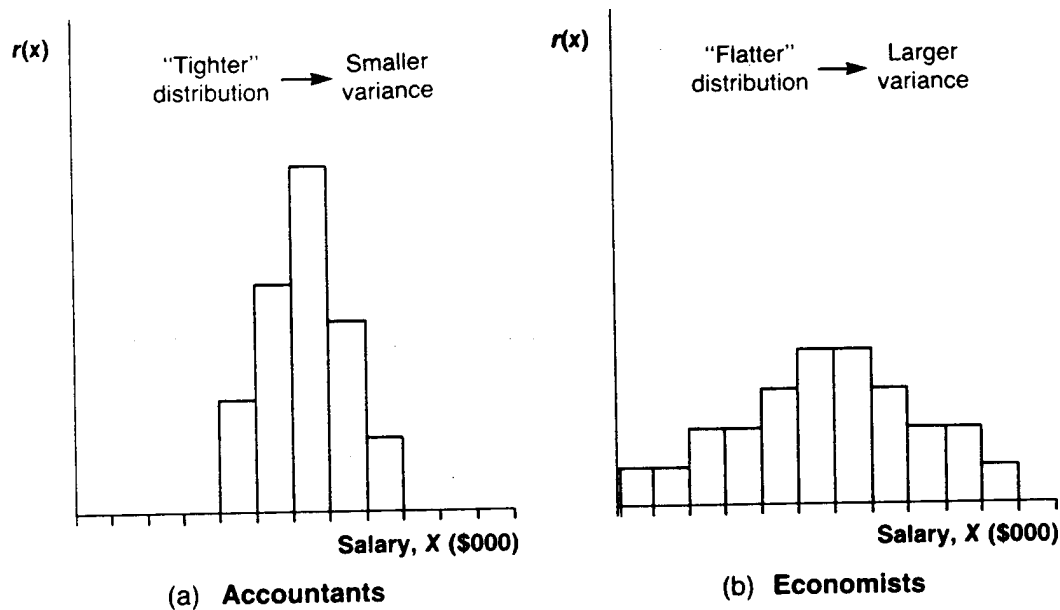 r(x)
"Tighter"
distribution
Smaller
variance
Salary, X ($000)
(a) Accountants
r(x)
"Flatter"
distribution
Larger
variance
Salary, X ($000)
(b) Economists